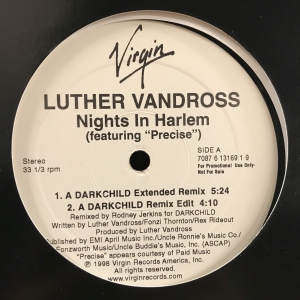 Virgin
LUTHER VANDROSS
Nights In Harlem
(featuring "Precise")
Stereo
33 1/3 rpm
SIDE A
7087 6 13169 1 9
For Promotional Use Only-
Not For Sale
1. A DARKCHILD Extended Remix 5:24
2. A DARKCHILD Remix Edit 4:10
Remixed by Rodney Jerkins for DARKCHILD
Written by Luther Vandross/Fonzi Thornton/Rex Rideout
Produced by Luther Vandross
Published by EMI April Music Inc./Uncle Ronnie's Music Co./
Fonzworth Music/Uncle Buddie's Music, Inc. (ASCAP)
"Precise" appears courtesy of Paid Music
Ⓟ © 1998 Virgin Records America, Inc.
All rights reserved.
www.virginrecords.com